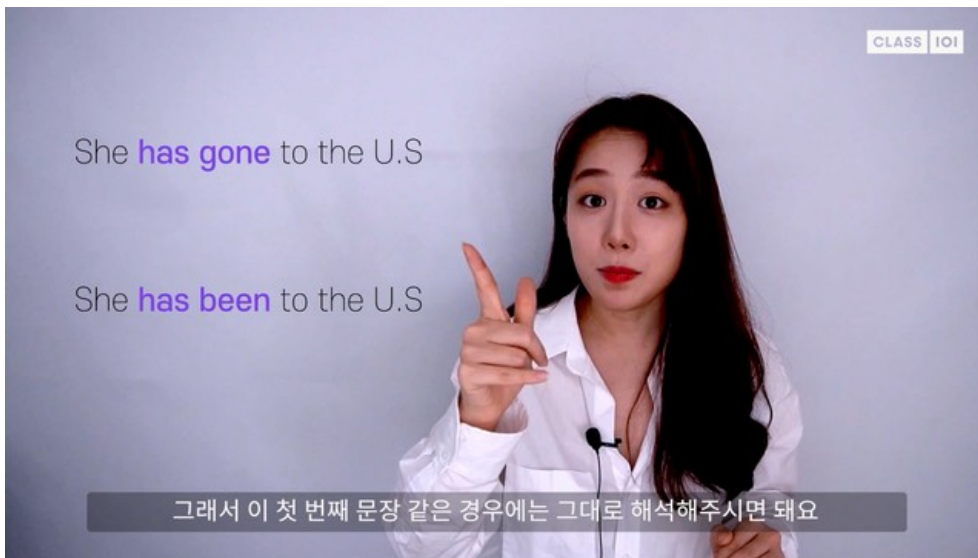 CLASS 101
She has gone to the U.S
She has been to the U.S
그래서 이 첫 번째 문장 같은 경우에는 그대로 해석해주시면 돼요